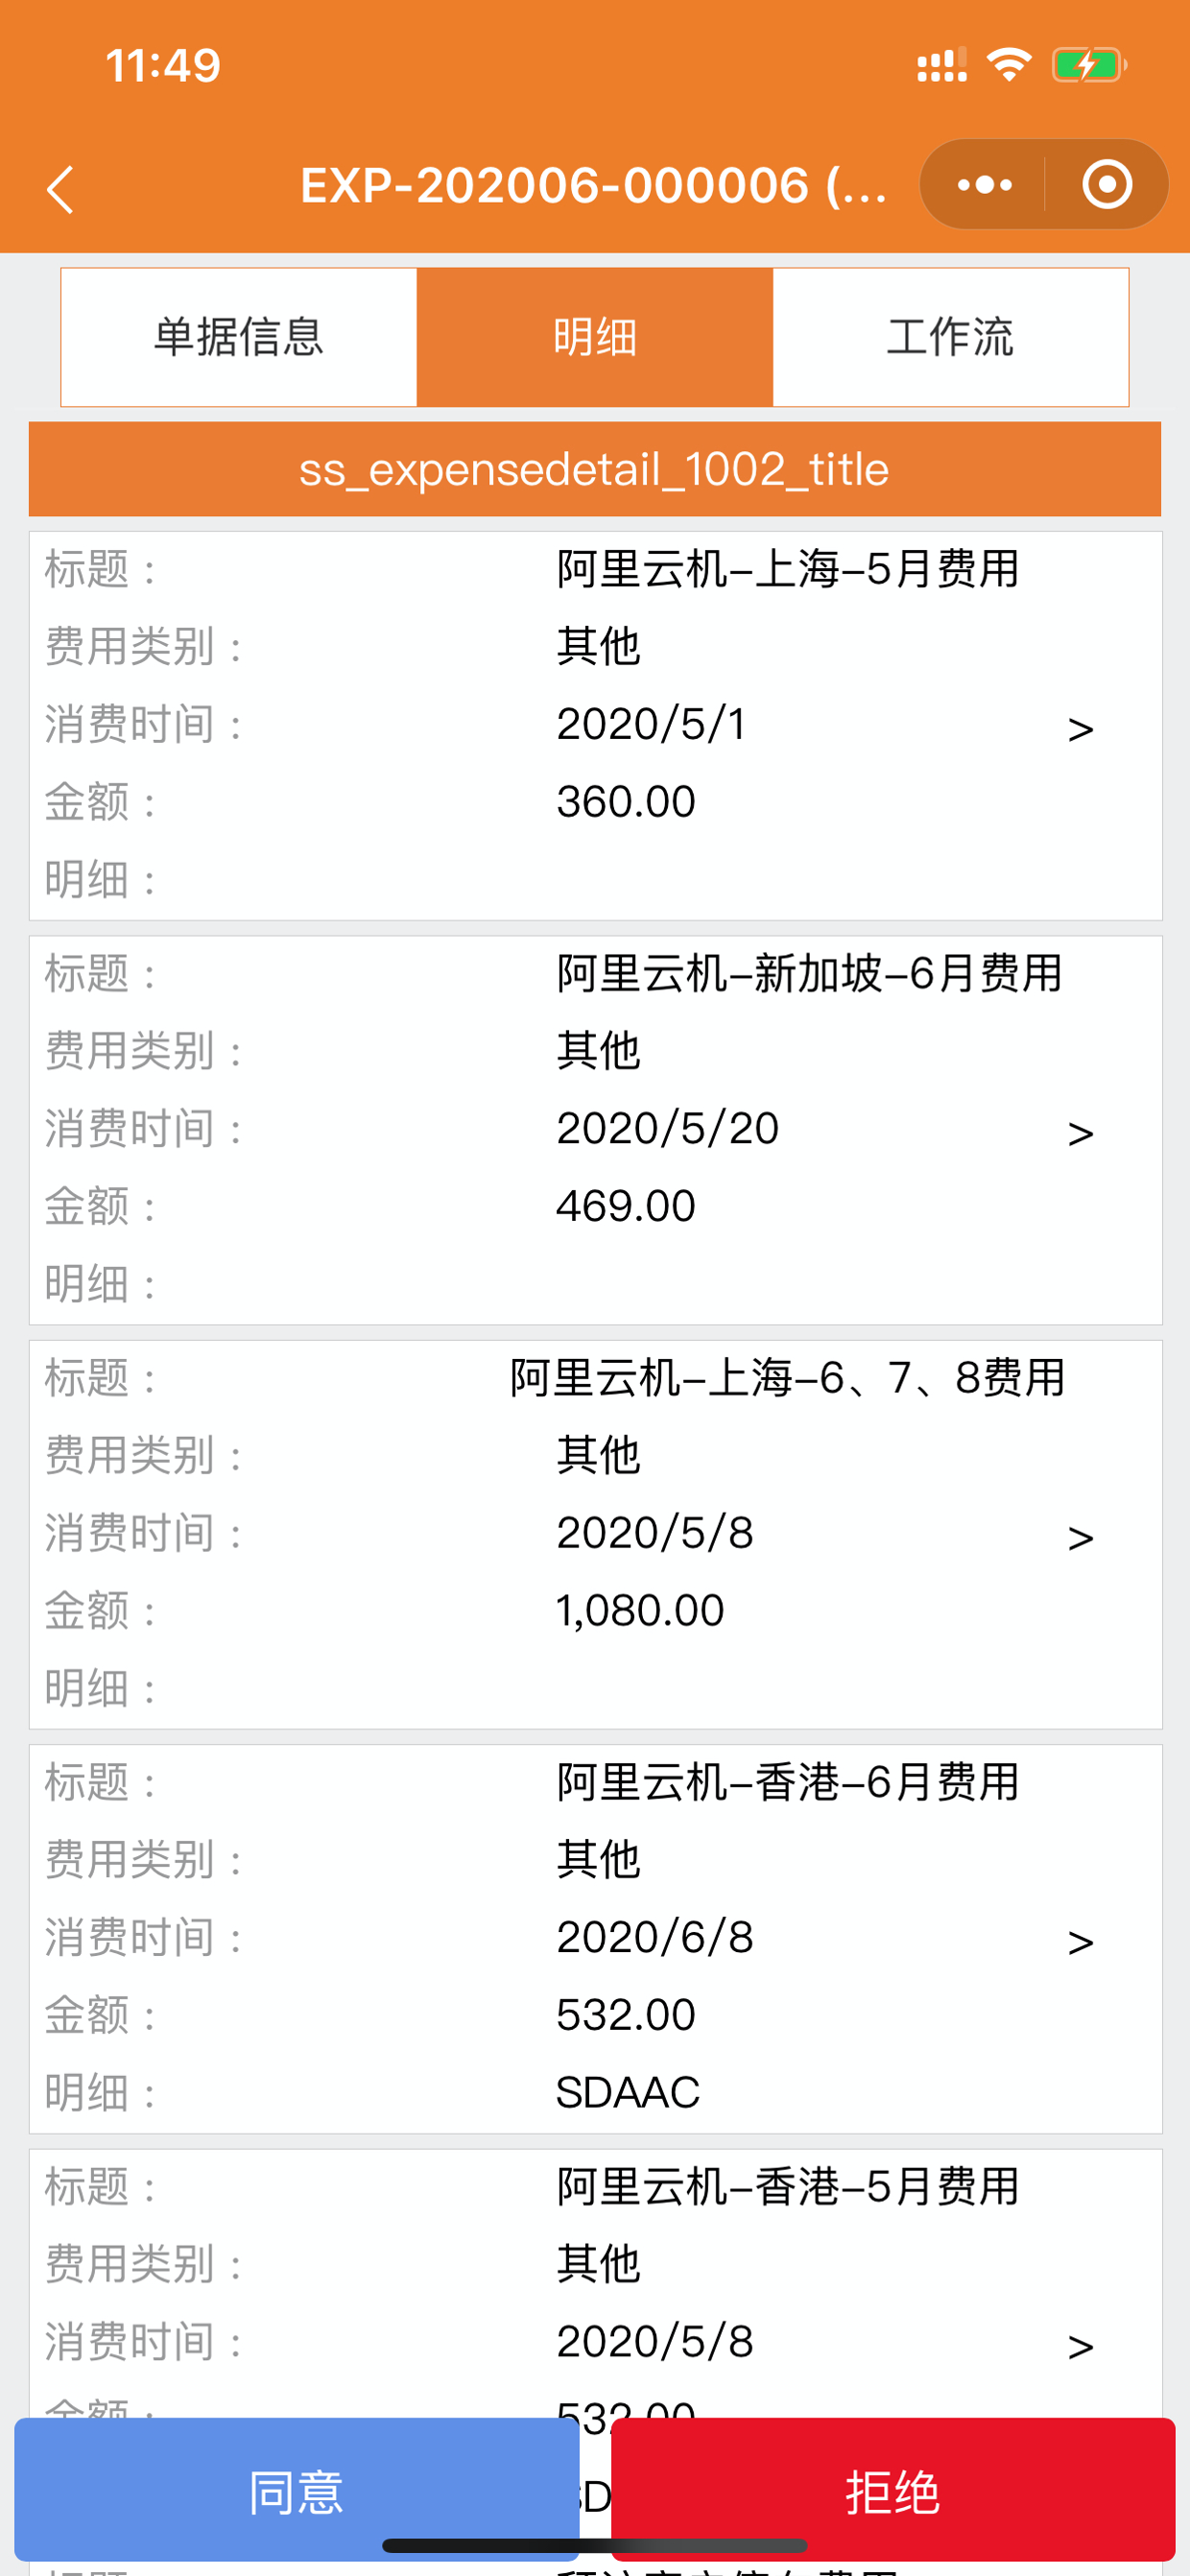 11:49
EXP-202006-000006 (...
单据信息 明细 工作流
ss_expensedetail_1002_title
标题： 阿里云机-上海-5月费用
费用类别： 其他
消费时间： 2020/5/1 >
金额： 360.00
明细：
标题： 阿里云机-新加坡-6月费用
费用类别： 其他
消费时间： 2020/5/20 >
金额： 469.00
明细：
标题： 阿里云机-上海-6、7、8费用
费用类别： 其他
消费时间： 2020/5/8 >
金额： 1,080.00
明细：
标题： 阿里云机-香港-6月费用
费用类别： 其他
消费时间： 2020/6/8 >
金额： 532.00
明细： SDAAC
标题： 阿里云机-香港-5月费用
费用类别： 其他
消费时间： 2020/5/8 >
金额： 532.00
同意 拒绝